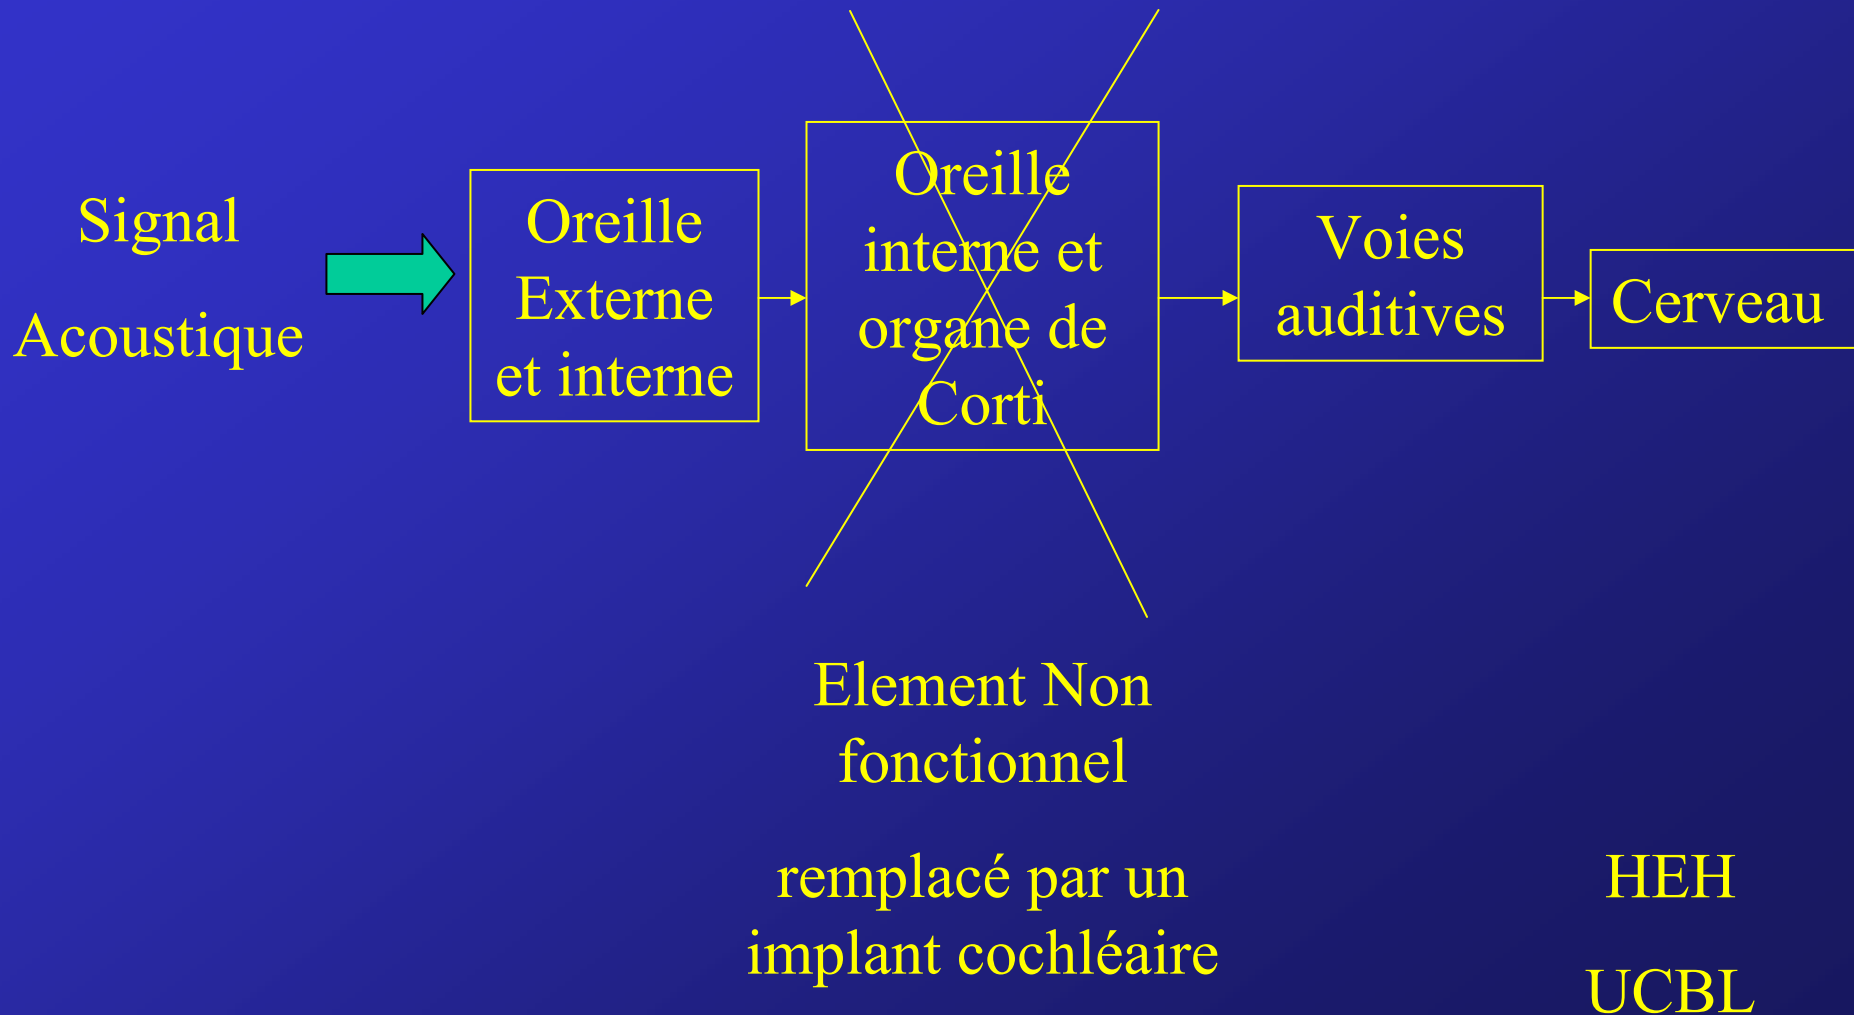 Signal
Acoustique
Oreille
Externe
et interne
Oreille
interne et
organe de
Corti
Voies
auditives
Cerveau
Element Non
fonctionnel
remplacé par un
implant cochléaire
HEH
UCBL